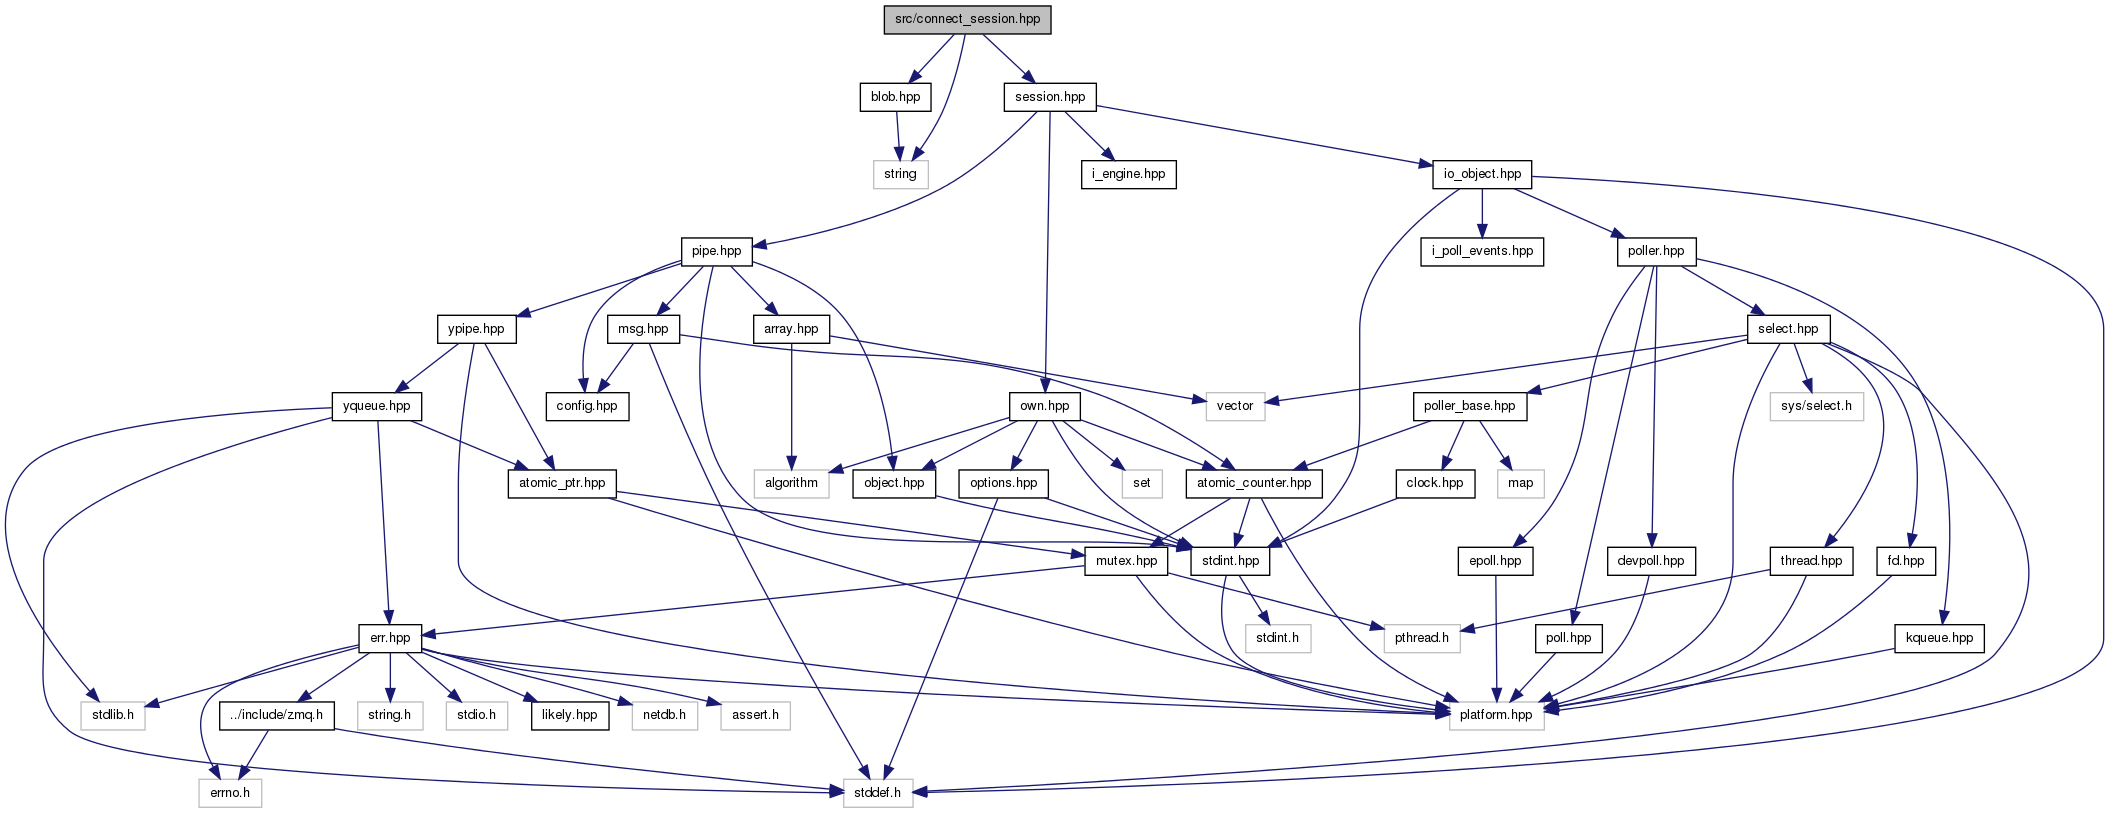 src/connect_session.hpp
blob.hpp
session.hpp
string
i_engine.hpp
io_object.hpp
pipe.hpp
i_poll_events.hpp
poller.hpp
ypipe.hpp
msg.hpp
array.hpp
select.hpp
yqueue.hpp
config.hpp
own.hpp
vector
poller_base.hpp
sys/select.h
atomic_ptr.hpp
algorithm
object.hpp
options.hpp
set
atomic_counter.hpp
clock.hpp
map
mutex.hpp
stdint.hpp
epoll.hpp
devpoll.hpp
thread.hpp
fd.hpp
err.hpp
stdint.h
pthread.h
poll.hpp
kqueue.hpp
stdlib.h
../include/zmq.h
string.h
stdio.h
likely.hpp
netdb.h
assert.h
platform.hpp
errno.h
stddef.h